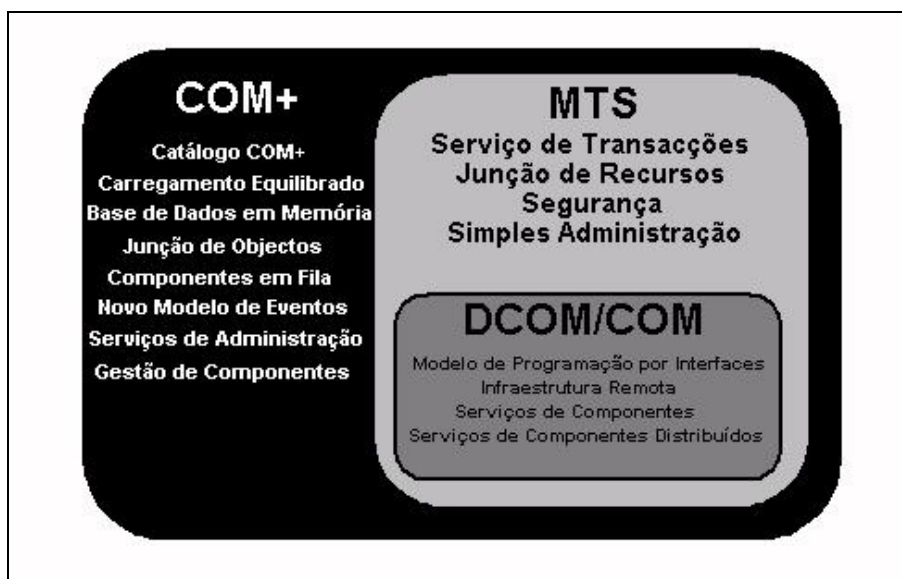 COM+
Catálogo COM+
Carregamento Equilibrado
Base de Dados em Memória
Junção de Objectos
Componentes em Fila
Novo Modelo de Eventos
Serviços de Administração
Gestão de Componentes
MTS
Serviço de Transacções
Junção de Recursos
Segurança
Simples Administração
DCOM/COM
Modelo de Programação por Interfaces
Infraestrutura Remota
Serviços de Componentes
Serviços de Componentes Distribuídos